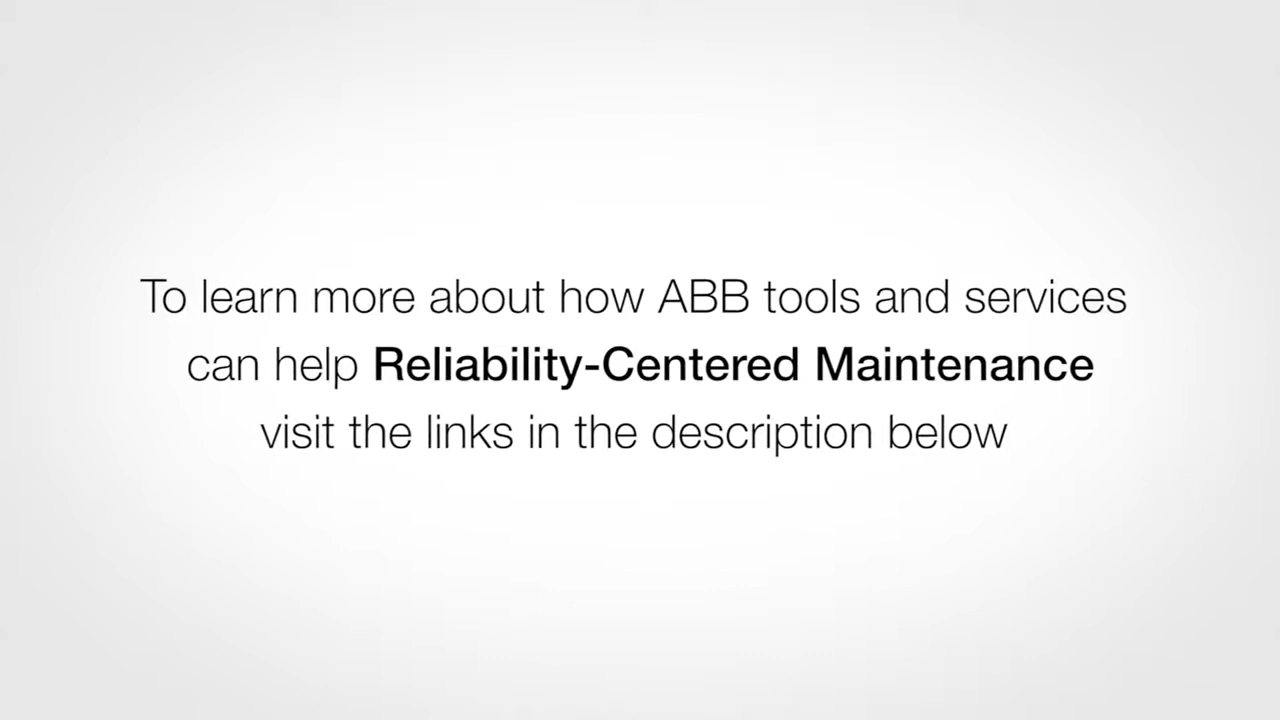 To learn more about how ABB tools and services
can help Reliability-Centered Maintenance
visit the links in the description below